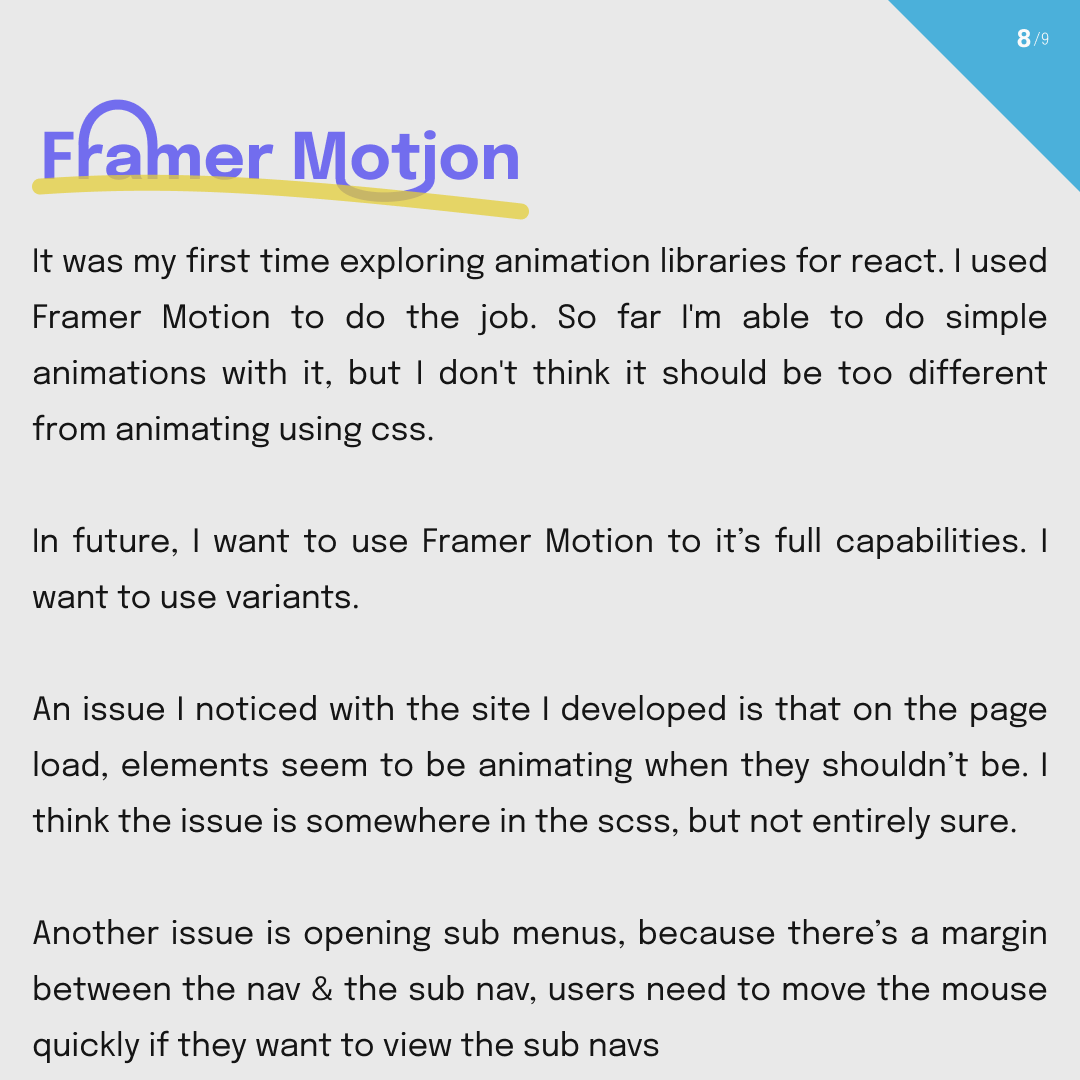 8/9
Framer Motjon
It was my first time exploring animation libraries for react. I used
Framer Motion to do the job. So far I'm able to do simple
animations with it, but I don't think it should be too different
from animating using css.
In future, I want to use Framer Motion to it’s full capabilities. I
want to use variants.
An issue I noticed with the site I developed is that on the page
load, elements seem to be animating when they shouldn’t be. I
think the issue is somewhere in the scss, but not entirely sure.
Another issue is opening sub menus, because there’s a margin
between the nav & the sub nav, users need to move the mouse
quickly if they want to view the sub navs